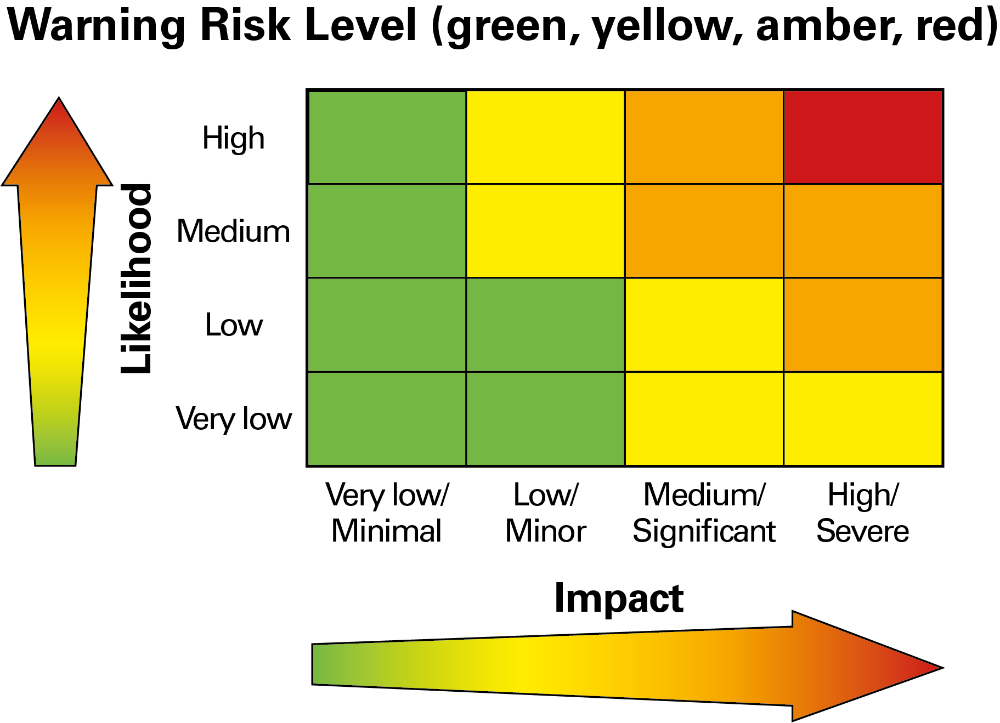 Warning Risk Level (green, yellow, amber, red)
Likelihood
High
Medium
Low
Very low
Very low/
Minimal
Low/
Minor
Medium/
Significant
High/
Severe
Impact